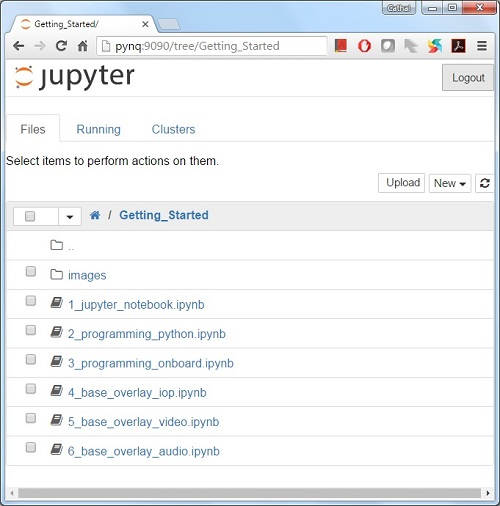 Getting_Started/
Cathal
pynq:9090/tree/Getting_Started
jupyter
Logout
Files Running Clusters
Select items to perform actions on them.
Upload New
/ Getting_Started
..
images
1_jupyter_notebook.ipynb
2_programming_python.ipynb
3_programming_onboard.ipynb
4_base_overlay_iop.ipynb
5_base_overlay_video.ipynb
6_base_overlay_audio.ipynb